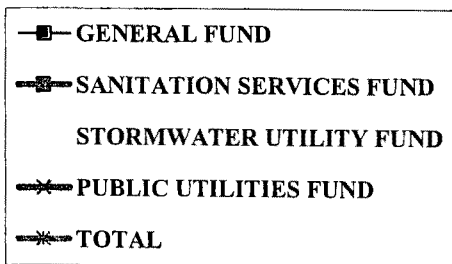 GENERAL FUND
SANITATION SERVICES FUND
STORMWATER UTILITY FUND
PUBLIC UTILITIES FUND
TOTAL